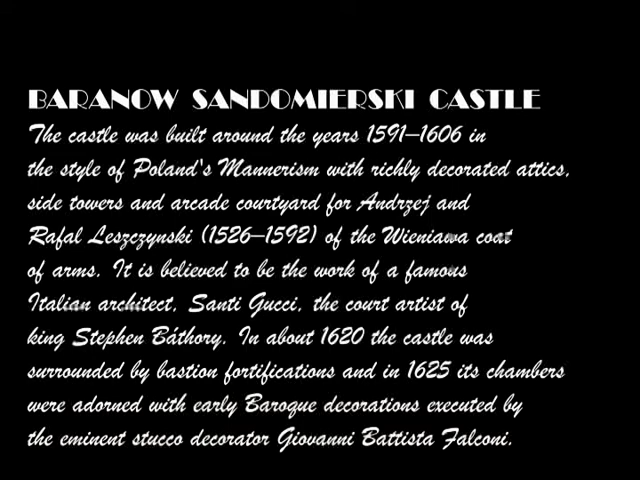 BARANOW SANDOMIERSKI CASTLE
The castle was built around the years 1591–1606 in
the style of Poland's Mannerism with richly decorated attics,
side towers and arcade courtyard for Andrzej and
Rafal Leszczynski (1526–1592) of the Wieniawa coat
of arms. It is believed to be the work of a famous
Italian architect, Santi Gucci, the court artist of
king Stephen Báthory. In about 1620 the castle was
surrounded by bastion fortifications and in 1625 its chambers
were adorned with early Baroque decorations executed by
the eminent stucco decorator Giovanni Battista Falconi.